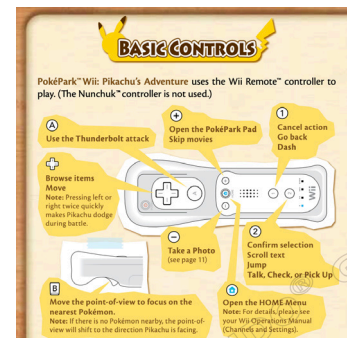 BASIC CONTROLS
PokéPark™ Wii: Pikachu's Adventure uses the Wii Remote™ controller to
play. (The Nunchuk™ controller is not used.)
A
Use the Thunderbolt attack
+
Open the PokéPark Pad
Skip movies
1
Cancel action
Go back
Dash
Browse items
Move
Note: Pressing left or
right twice quickly
makes Pikachu dodge
during battle.
Wii
−
Take a Photo
(see page 11)
2
Confirm selection
Scroll text
Jump
Talk, Check, or Pick Up
B
Move the point-of-view to focus on the
nearest Pokémon.
Note: If there is no Pokémon nearby, the point-of-
view will shift to the direction Pikachu is facing.
Open the HOME Menu
Note: For details, please see
your Wii Operations Manual
(Channels and Settings).